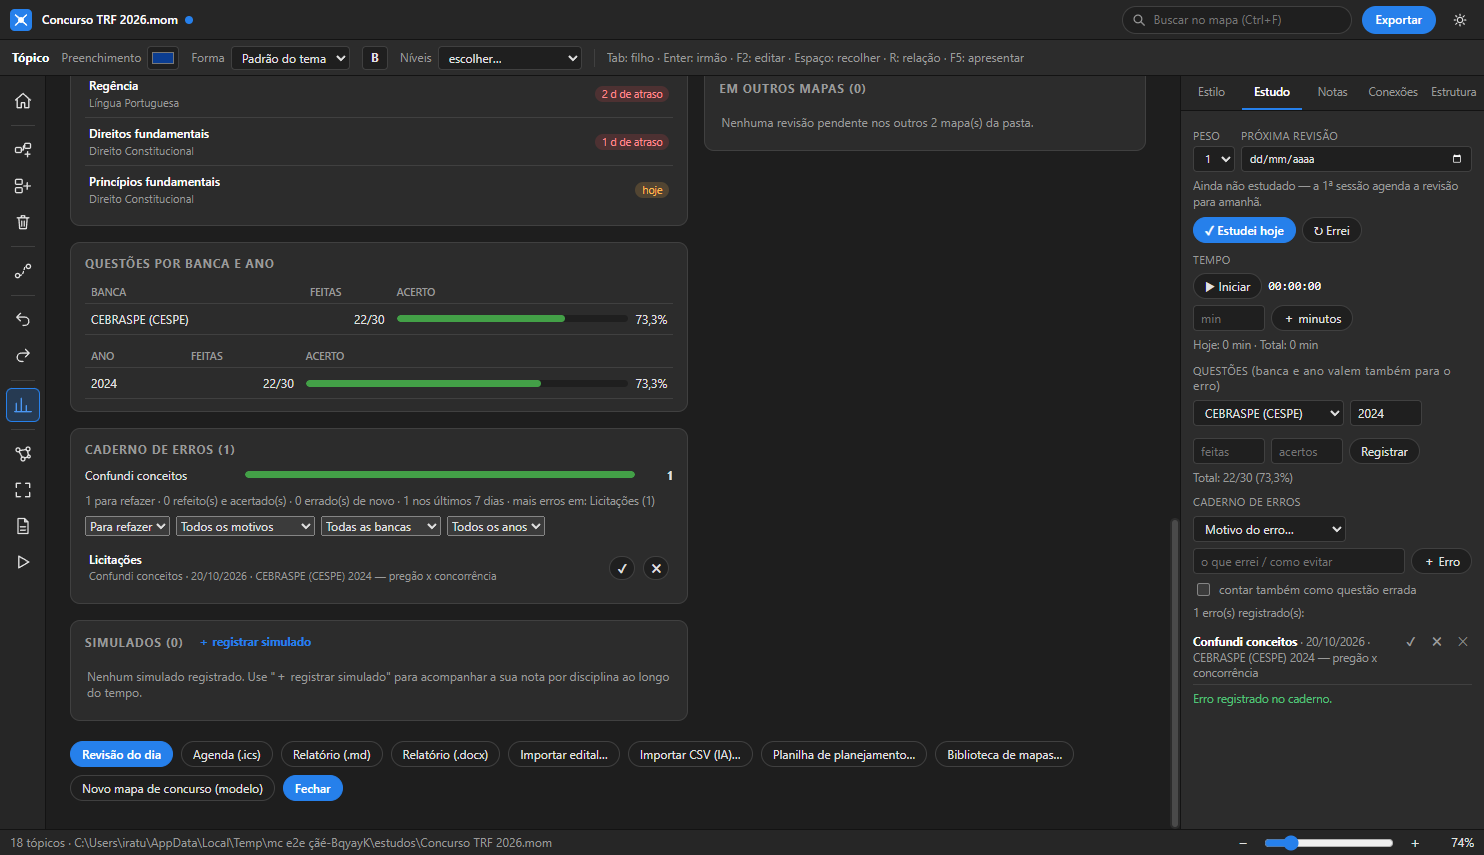 Concurso TRF 2026.mom
Buscar no mapa (Ctrl+F)
Exportar
Tópico
Preenchimento
Forma
Padrão do tema
B
Níveis
escolher...
Tab: filho · Enter: irmão · F2: editar · Espaço: recolher · R: relação · F5: apresentar
Regência
Língua Portuguesa
2 d de atraso
Direitos fundamentais
Direito Constitucional
1 d de atraso
Princípios fundamentais
Direito Constitucional
hoje
EM OUTROS MAPAS (0)
Nenhuma revisão pendente nos outros 2 mapa(s) da pasta.
QUESTÕES POR BANCA E ANO
BANCA FEITAS ACERTO
CEBRASPE (CESPE) 22/30 73,3%
ANO FEITAS ACERTO
2024 22/30 73,3%
CADERNO DE ERROS (1)
Confundi conceitos 1
1 para refazer · 0 refeito(s) e acertado(s) · 0 errado(s) de novo · 1 nos últimos 7 dias · mais erros em: Licitações (1)
Para refazer
Todos os motivos
Todas as bancas
Todos os anos
Licitações
Confundi conceitos · 20/10/2026 · CEBRASPE (CESPE) 2024 — pregão x concorrência
SIMULADOS (0) + registrar simulado
Nenhum simulado registrado. Use "+ registrar simulado" para acompanhar a sua nota por disciplina ao longo
do tempo.
Revisão do dia
Agenda (.ics)
Relatório (.md)
Relatório (.docx)
Importar edital...
Importar CSV (IA)...
Planilha de planejamento...
Biblioteca de mapas...
Novo mapa de concurso (modelo)
Fechar
Estilo
Estudo
Notas
Conexões
Estrutura
PESO PRÓXIMA REVISÃO
1 dd/mm/aaaa
Ainda não estudado — a 1ª sessão agenda a revisão
para amanhã.
✓ Estudei hoje
↻ Errei
TEMPO
▶ Iniciar 00:00:00
min + minutos
Hoje: 0 min · Total: 0 min
QUESTÕES (banca e ano valem também para o
erro)
CEBRASPE (CESPE) 2024
feitas acertos Registrar
Total: 22/30 (73,3%)
CADERNO DE ERROS
Motivo do erro...
o que errei / como evitar + Erro
contar também como questão errada
1 erro(s) registrado(s):
Confundi conceitos · 20/10/2026 ·
CEBRASPE (CESPE) 2024 — pregão x
concorrência
Erro registrado no caderno.
18 tópicos · C:\Users\iratu\AppData\Local\Temp\mc e2e çãé-BqyayK\estudos\Concurso TRF 2026.mom
− + 74%